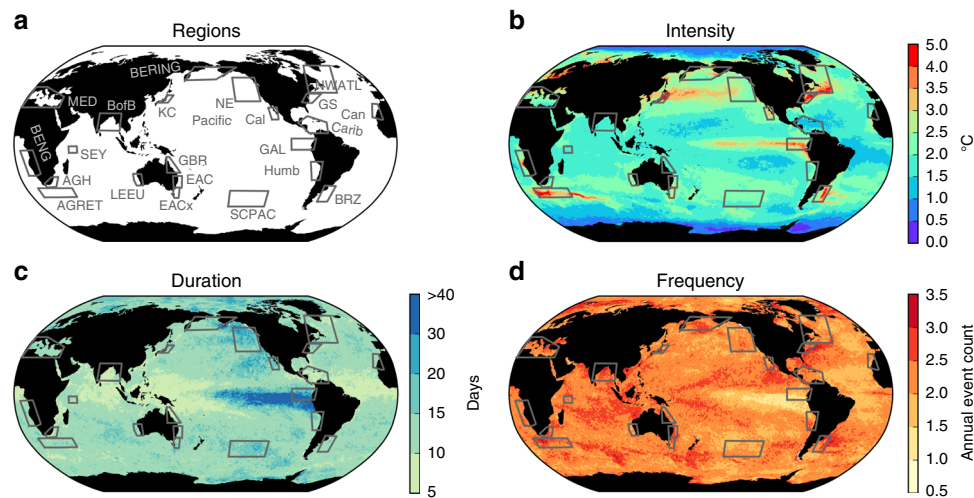 a
Regions
BERING
NWATL
MED
BofB
KC
NE
Pacific
Cal
GS
Can
Carib
BENG
SEY
GAL
GBR
AGH
LEEU
EAC
Humb
AGRET
EACx
SCPAC
BRZ
b
Intensity
5.0
4.0
3.5
3.0
2.5
2.0
1.5
1.0
0.5
0.0
°C
c
Duration
>40
30
20
15
10
5
Days
d
Frequency
3.5
3.0
2.5
2.0
1.5
1.0
0.5
Annual event count